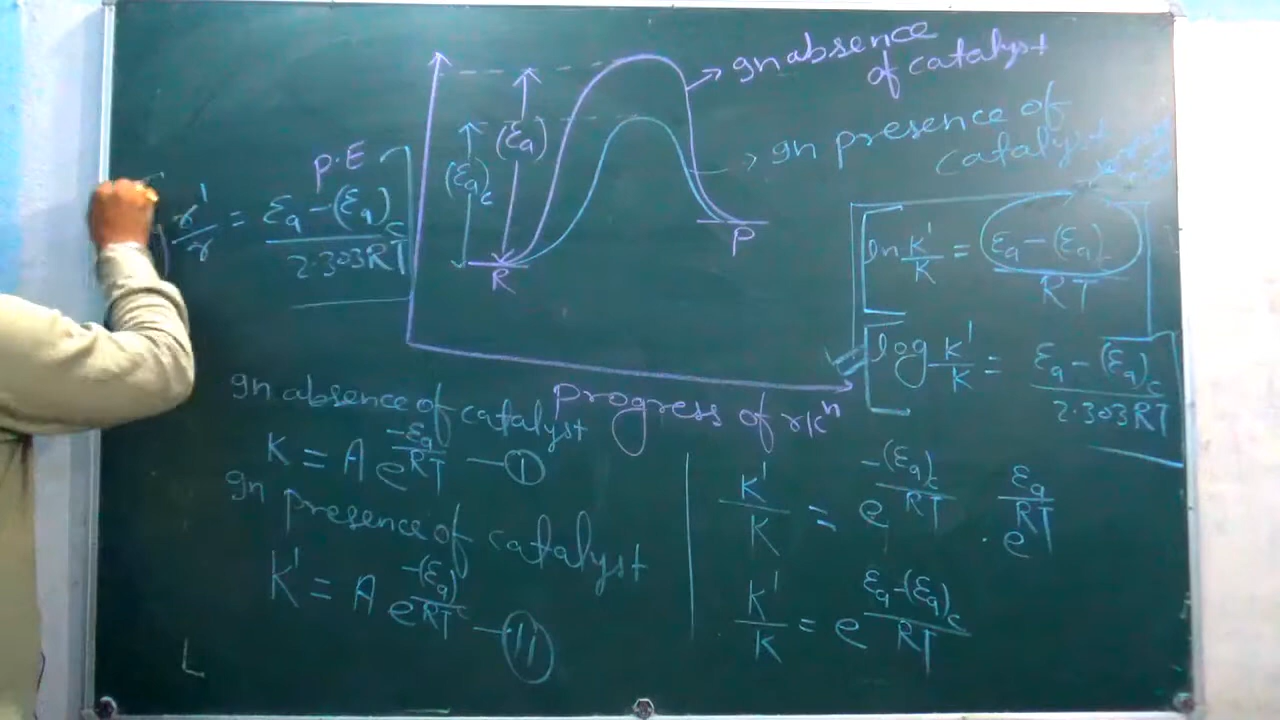 In absence
of catalyst
In presence of
catalyst
P.E
(Ea)
(Ea)c
R
P
r'/r = Ea-(Ea)c / 2.303RT
ln K'/K = Ea-(Ea)c / RT
log K'/K = Ea-(Ea)c / 2.303RT
Progress of r/xn
In absence of catalyst
K = A e^-Ea/RT — I
In presence of catalyst
K' = A e^-(Ea)c/RT — II
K'/K = e^-(Ea)c/RT . e^Ea/RT
K'/K = e^Ea-(Ea)c/RT
L